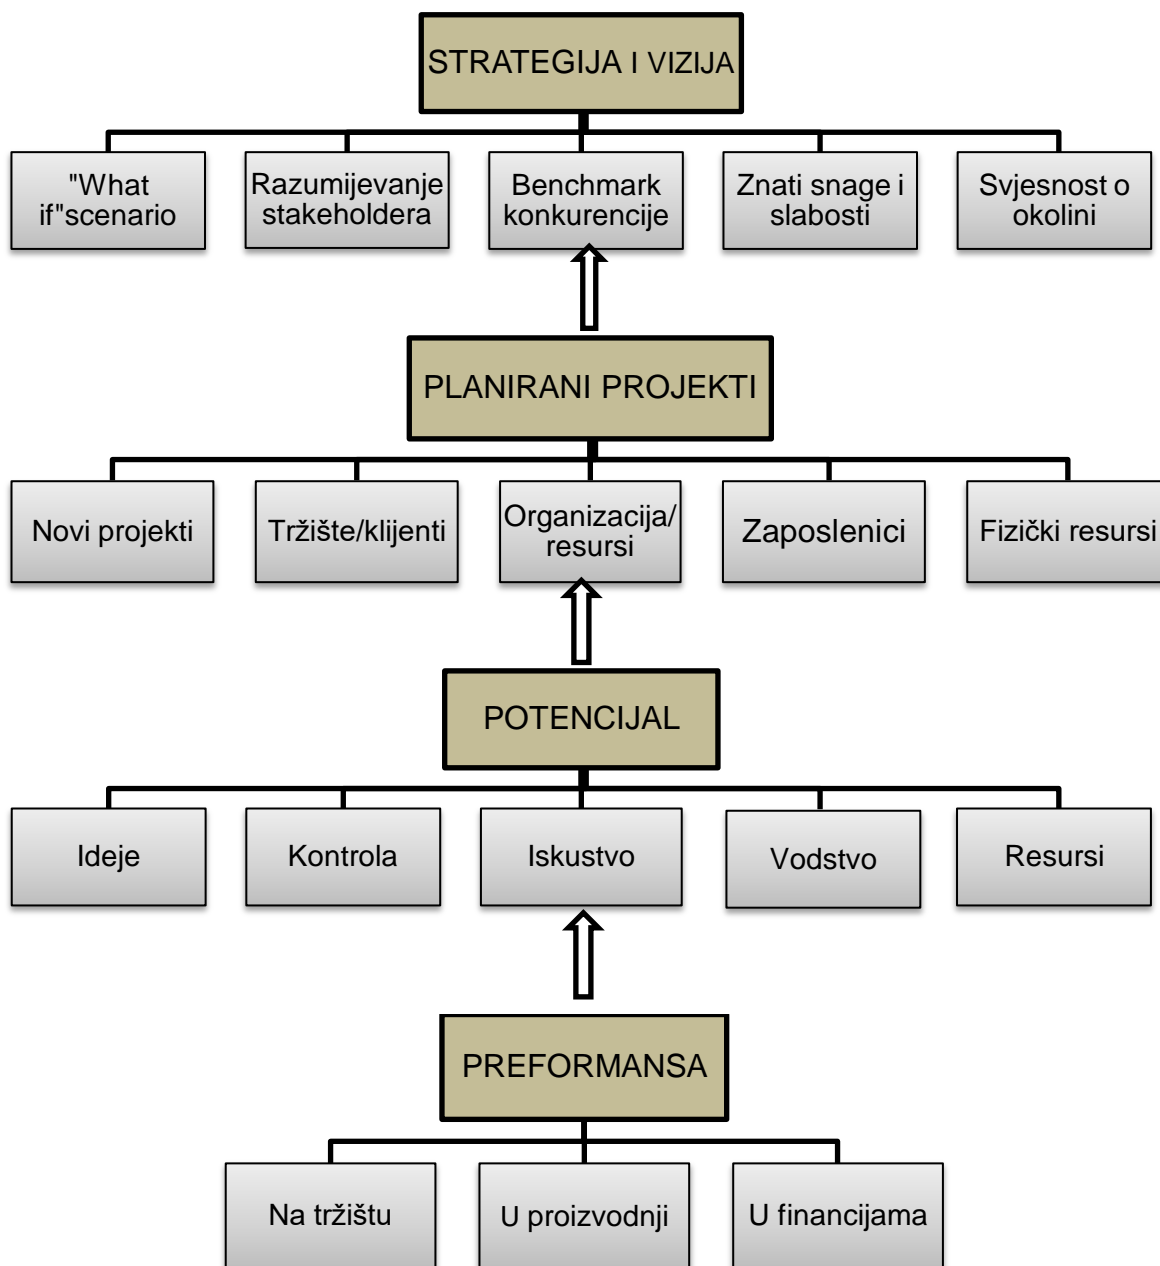 STRATEGIJA I VIZIJA
"What
if"scenario
Razumijevanje
stakeholdera
Benchmark
konkurencije
Znati snage i
slabosti
Svjesnost o
okolini
PLANIRANI PROJEKTI
Novi projekti
Tržište/klijenti
Organizacija/
resursi
Zaposlenici
Fizički resursi
POTENCIJAL
Ideje
Kontrola
Iskustvo
Vodstvo
Resursi
PREFORMANSA
Na tržištu
U proizvodnji
U financijama